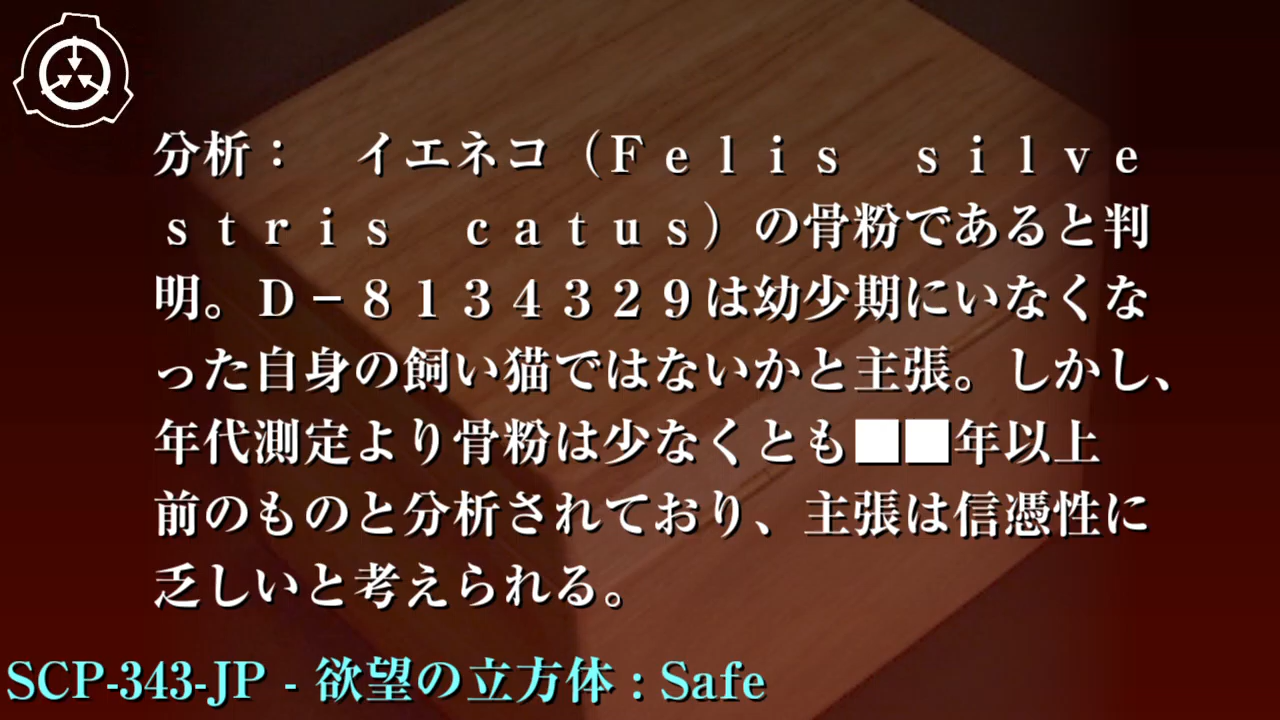 分析：　イエネコ（Ｆｅｌｉｓ　ｓｉｌｖｅ
ｓｔｒｉｓ　ｃａｔｕｓ）の骨粉であると判
明。Ｄ－８１３４３２９は幼少期にいなくな
った自身の飼い猫ではないかと主張。しかし、
年代測定より骨粉は少なくとも██年以上
前のものと分析されており、主張は信憑性に
乏しいと考えられる。
SCP-343-JP - 欲望の立方体 : Safe